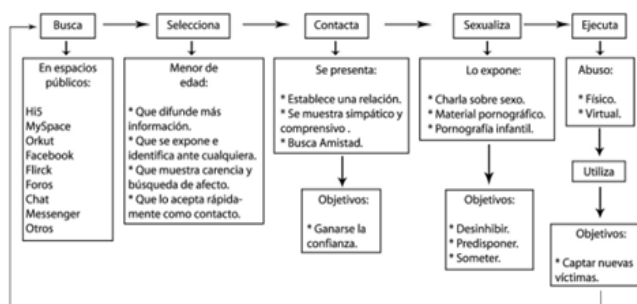 Busca
Selecciona
Contacta
Sexualiza
Ejecuta
En espacios
públicos:
Hi5
MySpace
Orkut
Facebook
Flirck
Foros
Chat
Messenger
Otros
Menor de
edad:
* Que difunde más
información.
* Que se expone e
identifica ante cualquiera.
* Que muestra carencia y
búsqueda de afecto.
* Que lo acepta rápida-
mente como contacto.
Se presenta:
* Establece una relación.
* Se muestra simpático y
comprensivo .
* Busca Amistad.
Objetivos:
* Ganarse la
confianza.
Lo expone:
* Charla sobre sexo.
* Material pornográfico.
* Pornografía infantil.
Objetivos:
* Desinhibir.
* Predisponer.
* Someter.
Abuso:
* Físico.
* Virtual.
Utiliza
Objetivos:
* Captar nuevas
víctimas.